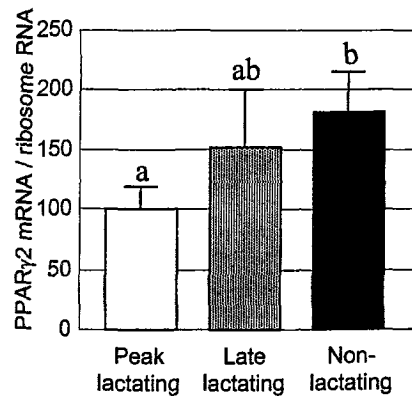 PPARγ2 mRNA / ribosome RNA
250
200
150
100
50
0
a
ab
b
Peak
lactating
Late
lactating
Non-
lactating